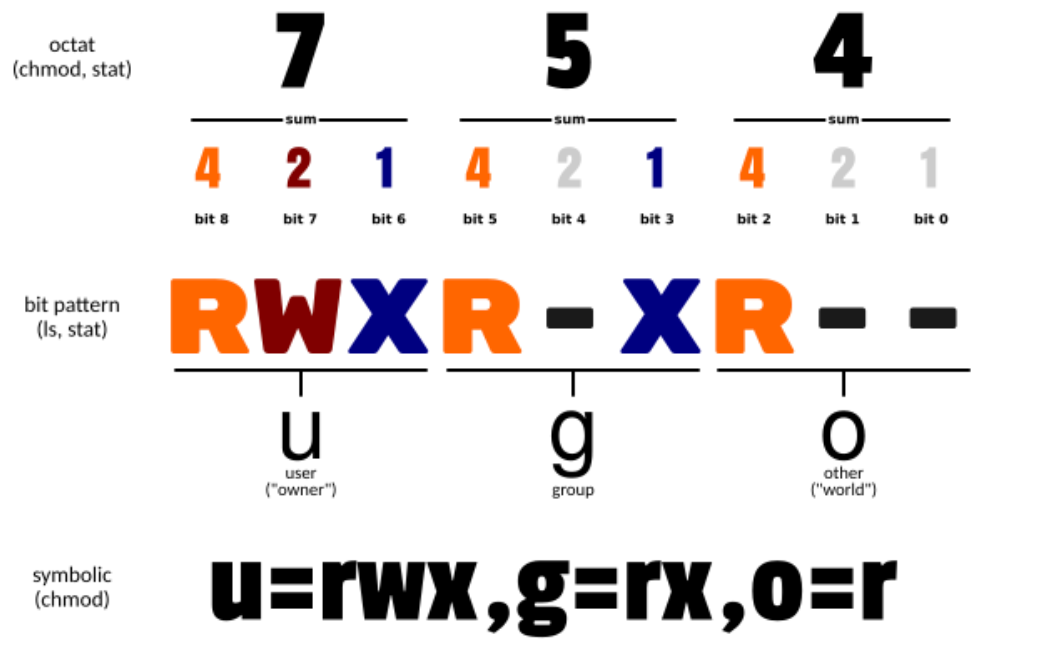 octat
(chmod, stat)
7 5 4
sum sum sum
4 2 1 4 2 1 4 2 1
bit 8 bit 7 bit 6 bit 5 bit 4 bit 3 bit 2 bit 1 bit 0
bit pattern
(ls, stat)
RWXR-XR--
u g o
user group other
("owner") ("world")
symbolic
(chmod)
u=rwx,g=rx,o=r